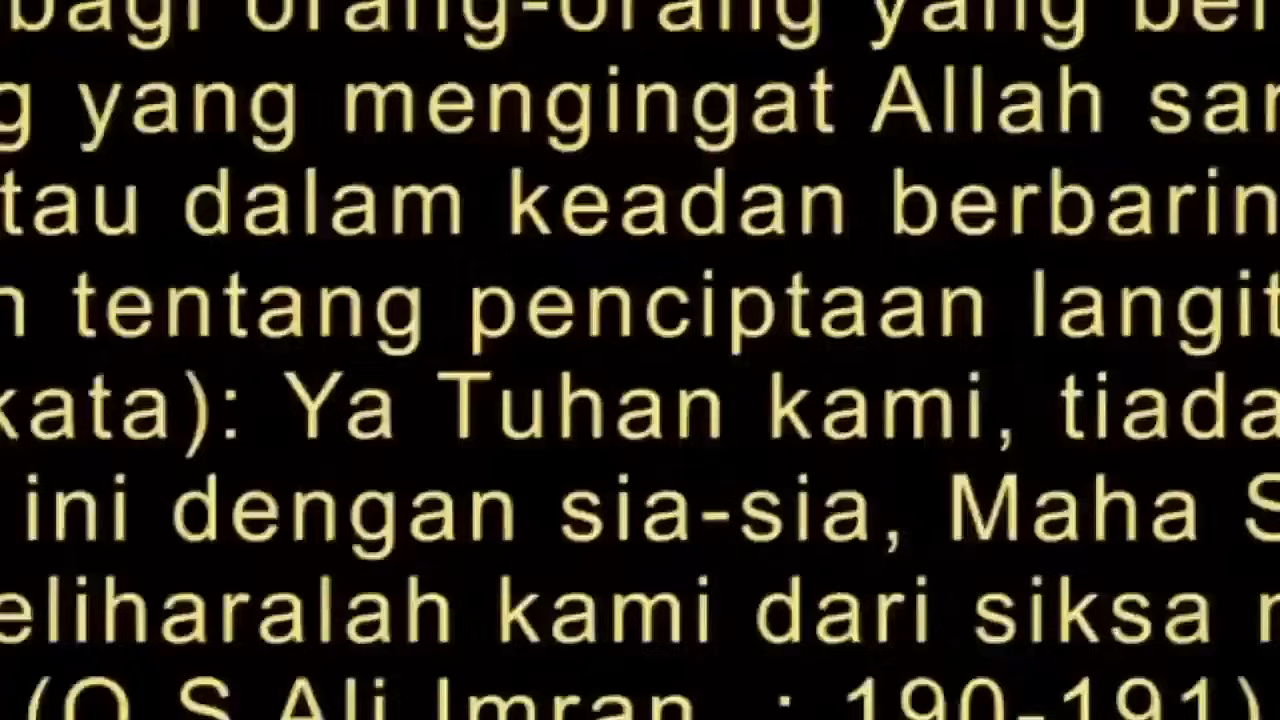 bagi orang-orang yang ber
g yang mengingat Allah sam
tau dalam keadan berbarin
n tentang penciptaan langit
kata): Ya Tuhan kami, tiada
ini dengan sia-sia, Maha S
eliharalah kami dari siksa n
(Q.S Ali Imran : 190-191)